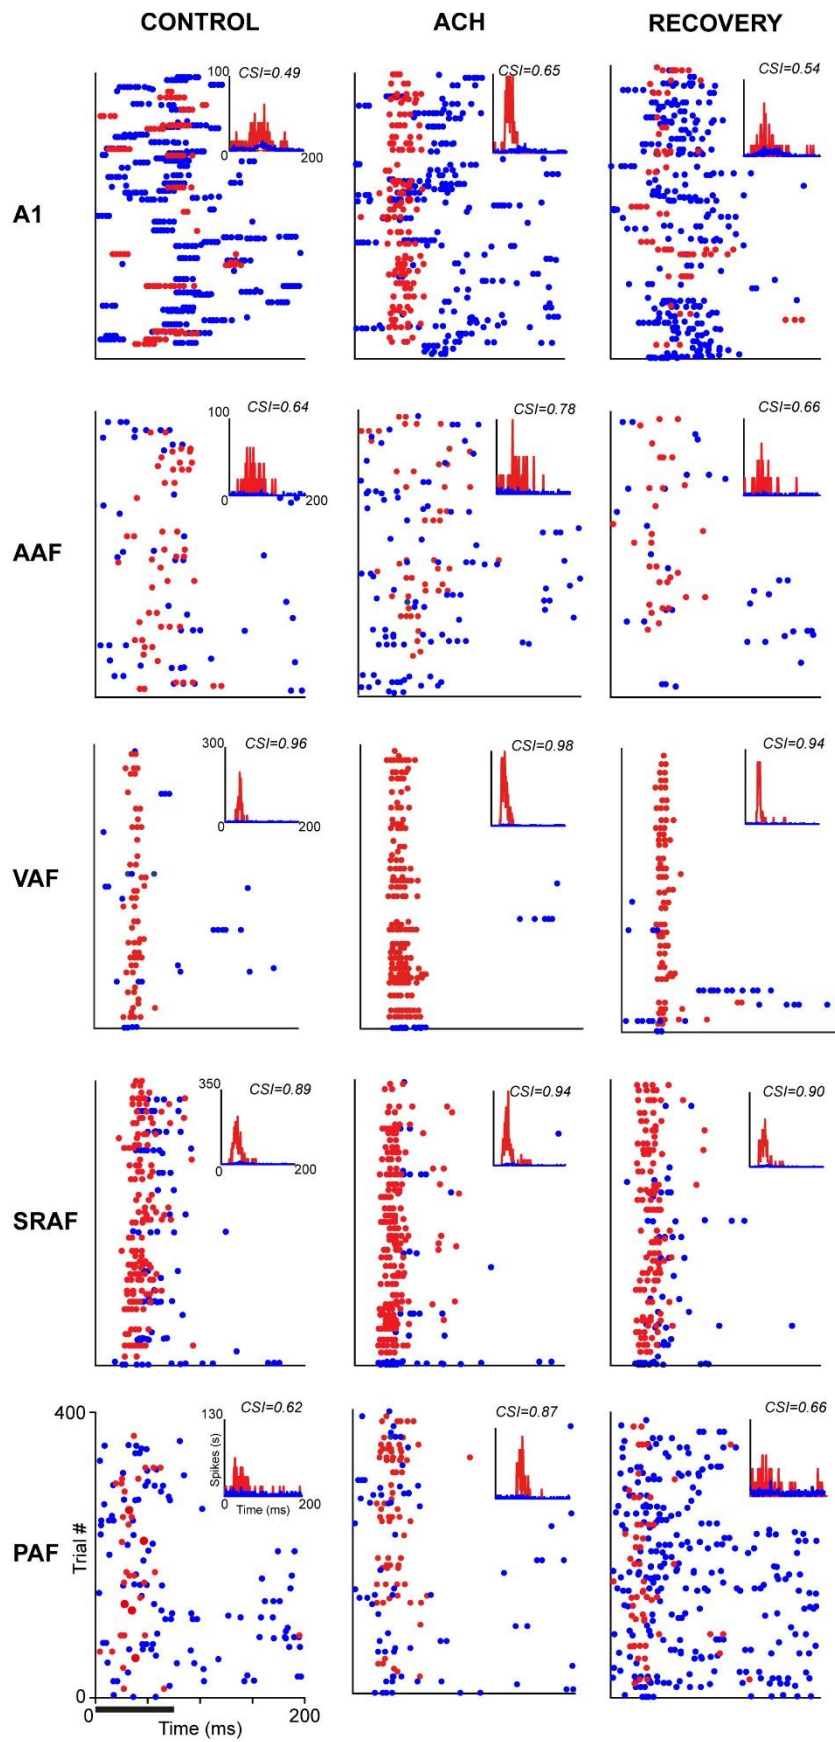 CONTROL ACH RECOVERY
A1
100 CSI=0.49
0 200
CSI=0.65
CSI=0.54
AAF
100 CSI=0.64
0 200
CSI=0.78
CSI=0.66
VAF
300 CSI=0.96
0 200
CSI=0.98
CSI=0.94
SRAF
350 CSI=0.89
0 200
CSI=0.94
CSI=0.90
PAF
400
Trial #
0
130 CSI=0.62
Spikes (s)
0 Time (ms) 200
CSI=0.87
CSI=0.66
0 Time (ms) 200